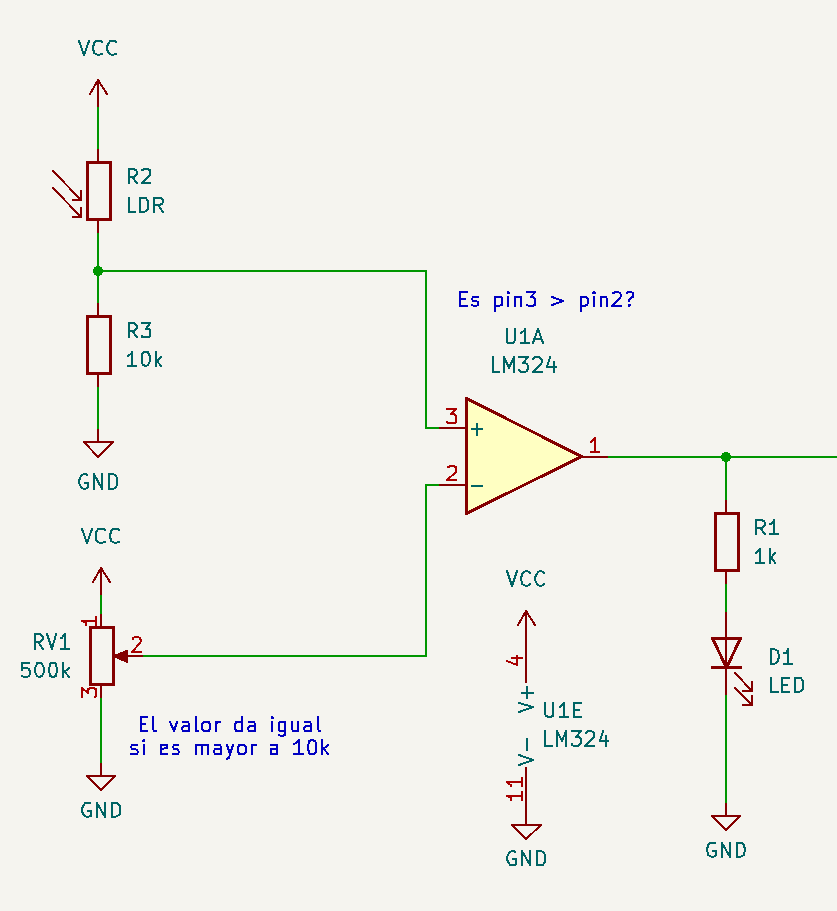 VCC
R2
LDR
R3
10k
GND
Es pin3 > pin2?
U1A
LM324
3
+
2
−
1
R1
1k
D1
LED
GND
VCC
1
RV1
500k
2
3
El valor da igual
si es mayor a 10k
GND
VCC
4
V+
U1E
LM324
V−
11
GND